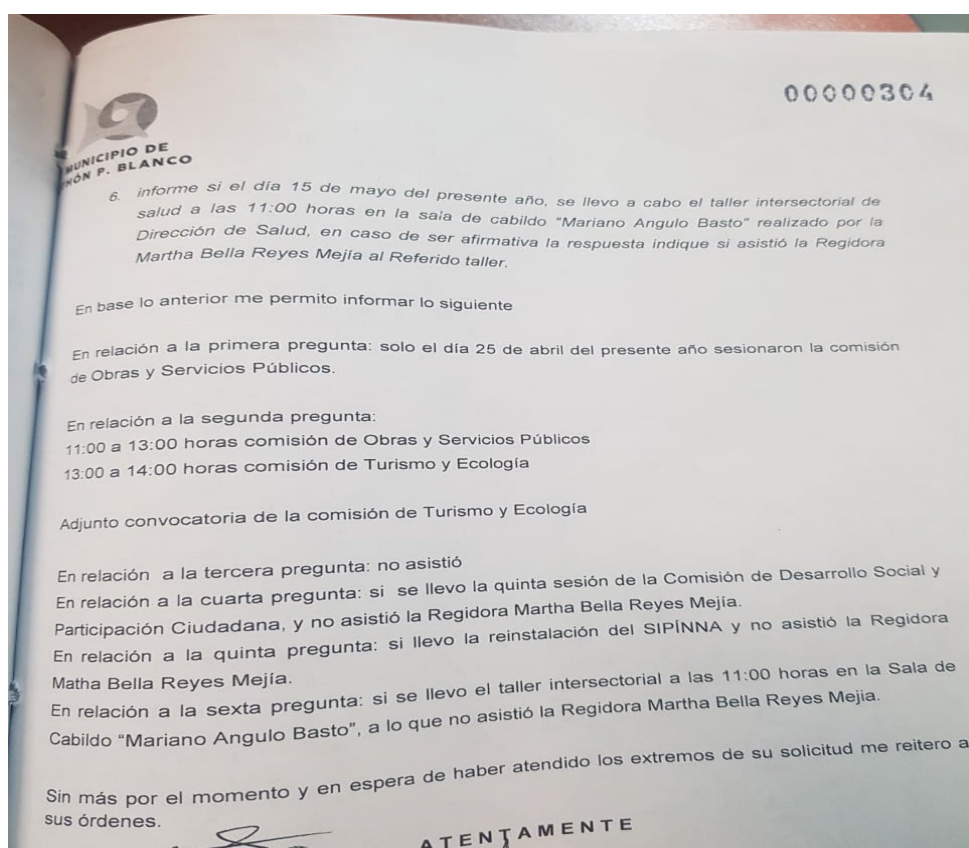 00000304
MUNICIPIO DE
P. BLANCO
6. informe si el día 15 de mayo del presente año, se llevo a cabo el taller intersectorial de
salud a las 11:00 horas en la sala de cabildo "Mariano Angulo Basto" realizado por la
Dirección de Salud, en caso de ser afirmativa la respuesta indique si asistió la Regidora
Martha Bella Reyes Mejía al Referido taller.
En base lo anterior me permito informar lo siguiente
En relación a la primera pregunta: solo el día 25 de abril del presente año sesionaron la comisión
de Obras y Servicios Públicos.
En relación a la segunda pregunta:
11:00 a 13:00 horas comisión de Obras y Servicios Públicos
13:00 a 14:00 horas comisión de Turismo y Ecología
Adjunto convocatoria de la comisión de Turismo y Ecología
En relación a la tercera pregunta: no asistió
En relación a la cuarta pregunta: si se llevo la quinta sesión de la Comisión de Desarrollo Social y
Participación Ciudadana, y no asistió la Regidora Martha Bella Reyes Mejía.
En relación a la quinta pregunta: si llevo la reinstalación del SIPÍNNA y no asistió la Regidora
Matha Bella Reyes Mejía.
En relación a la sexta pregunta: si se llevo el taller intersectorial a las 11:00 horas en la Sala de
Cabildo "Mariano Angulo Basto", a lo que no asistió la Regidora Martha Bella Reyes Mejia.
Sin más por el momento y en espera de haber atendido los extremos de su solicitud me reitero a
sus órdenes.
ATENTAMENTE